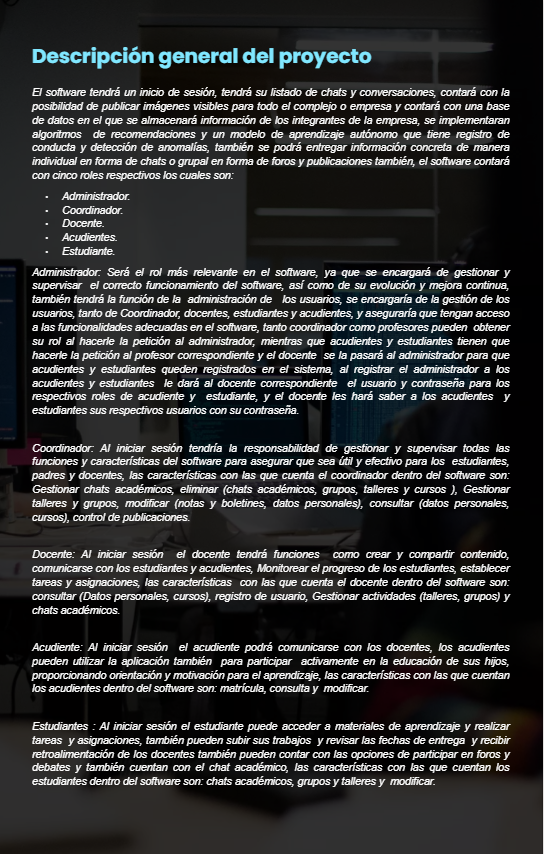 Descripción general del proyecto
El software tendrá un inicio de sesión, tendrá su listado de chats y conversaciones, contará con la
posibilidad de publicar imágenes visibles para todo el complejo o empresa y contará con una base
de datos en el que se almacenará información de los integrantes de la empresa, se implementaran
algoritmos de recomendaciones y un modelo de aprendizaje autónomo que tiene registro de
conducta y detección de anomalías, también se podrá entregar información concreta de manera
individual en forma de chats o grupal en forma de foros y publicaciones también, el software contará
con cinco roles respectivos los cuales son:
• Administrador.
• Coordinador.
• Docente.
• Acudientes.
• Estudiante.
Administrador: Será el rol más relevante en el software, ya que se encargará de gestionar y
supervisar el correcto funcionamiento del software, así como de su evolución y mejora continua,
también tendrá la función de la administración de los usuarios, se encargaría de la gestión de los
usuarios, tanto de Coordinador, docentes, estudiantes y acudientes, y aseguraría que tengan acceso
a las funcionalidades adecuadas en el software, tanto coordinador como profesores pueden obtener
su rol al hacerle la petición al administrador, mientras que acudientes y estudiantes tienen que
hacerle la petición al profesor correspondiente y el docente se la pasará al administrador para que
acudientes y estudiantes queden registrados en el sistema, al registrar el administrador a los
acudientes y estudiantes le dará al docente correspondiente el usuario y contraseña para los
respectivos roles de acudiente y estudiante, y el docente les hará saber a los acudientes y
estudiantes sus respectivos usuarios con su contraseña.
Coordinador: Al iniciar sesión tendría la responsabilidad de gestionar y supervisar todas las
funciones y características del software para asegurar que sea útil y efectivo para los estudiantes,
padres y docentes, las características con las que cuenta el coordinador dentro del software son:
Gestionar chats académicos, eliminar (chats académicos, grupos, talleres y cursos ), Gestionar
talleres y grupos, modificar (notas y boletines, datos personales), consultar (datos personales,
cursos), control de publicaciones.
Docente: Al iniciar sesión el docente tendrá funciones como crear y compartir contenido,
comunicarse con los estudiantes y acudientes, Monitorear el progreso de los estudiantes, establecer
tareas y asignaciones, las características con las que cuenta el docente dentro del software son:
consultar (Datos personales, cursos), registro de usuario, Gestionar actividades (talleres, grupos) y
chats académicos.
Acudiente: Al iniciar sesión el acudiente podrá comunicarse con los docentes, los acudientes
pueden utilizar la aplicación también para participar activamente en la educación de sus hijos,
proporcionando orientación y motivación para el aprendizaje, las características con las que cuentan
los acudientes dentro del software son: matrícula, consulta y modificar.
Estudiantes : Al iniciar sesión el estudiante puede acceder a materiales de aprendizaje y realizar
tareas y asignaciones, también pueden subir sus trabajos y revisar las fechas de entrega y recibir
retroalimentación de los docentes también pueden contar con las opciones de participar en foros y
debates y también cuentan con el chat académico, las características con las que cuentan los
estudiantes dentro del software son: chats académicos, grupos y talleres y modificar.